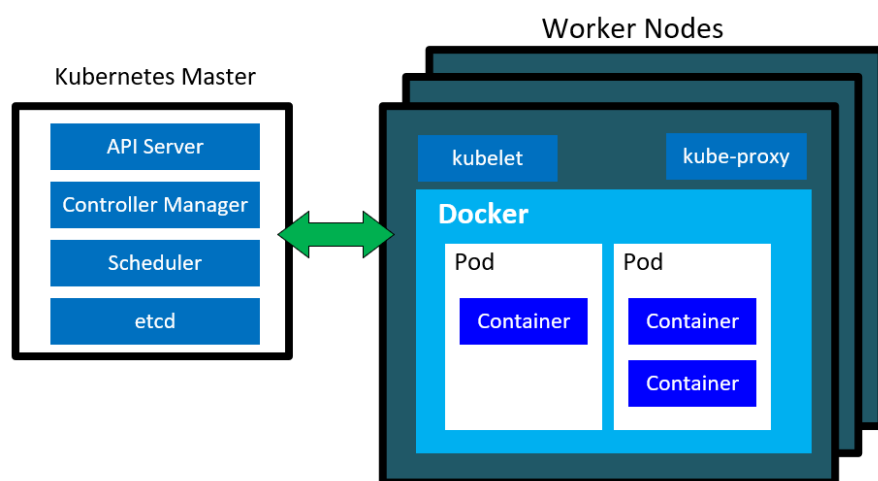 Worker Nodes
Kubernetes Master
API Server
Controller Manager
Scheduler
etcd
kubelet
kube-proxy
Docker
Pod
Container
Pod
Container
Container